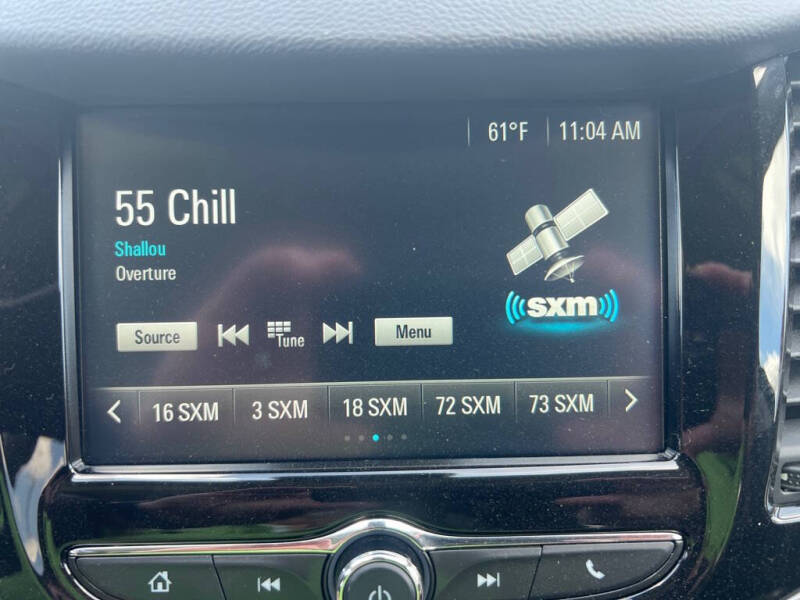 61°F 11:04 AM
55 Chill
Shallou
Overture
((sxm))
Source Tune Menu
16 SXM 3 SXM 18 SXM 72 SXM 73 SXM